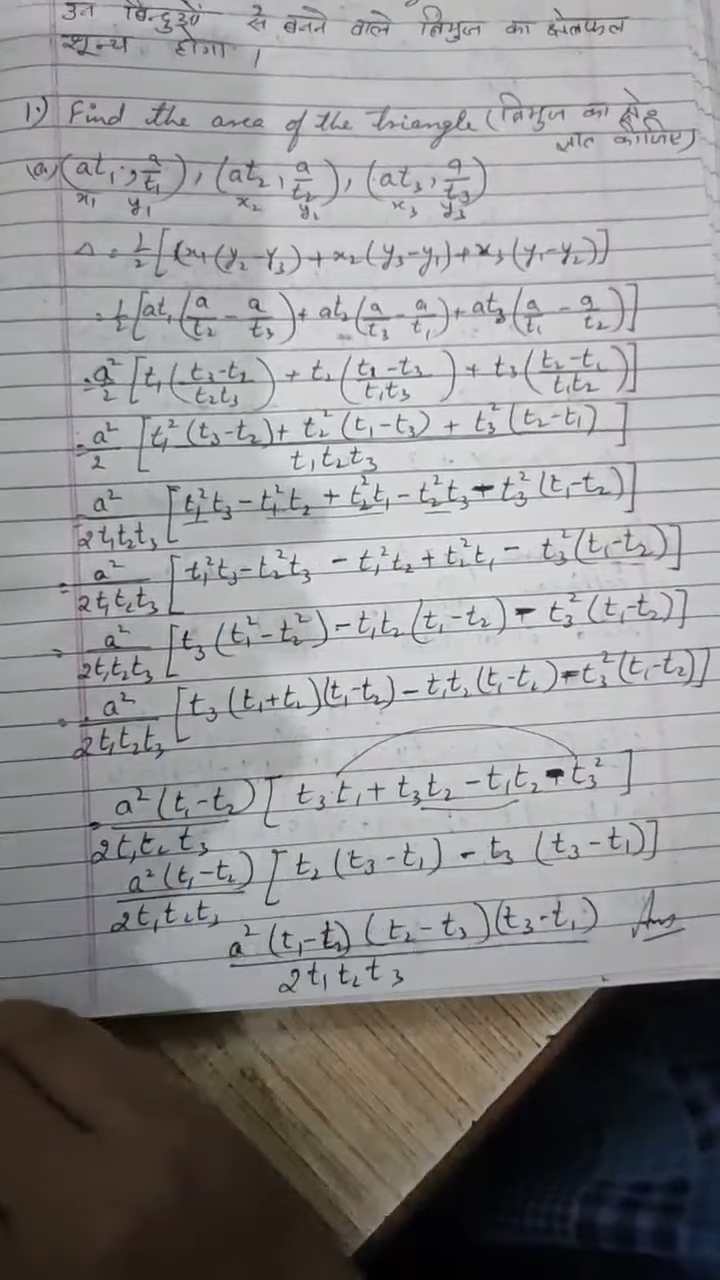 उन बिन्दुओं से बनने वाले त्रिभुज का क्षेत्रफल
शून्य होगा ।
1.) Find the area of the triangle (त्रिभुज का क्षे०
ज्ञात कीजिए)
(a) (at₁, a/t₁), (at₂, a/t₂), (at₃, a/t₃)
x₁ y₁ x₂ y₂ x₃ y₃
Δ = 1/2 [(x₁(y₂-y₃) + x₂(y₃-y₁) + x₃(y₁-y₂)]
= 1/2 [at₁(a/t₂ - a/t₃) + at₂(a/t₃ - a/t₁) + at₃(a/t₁ - a/t₂)]
= a²/2 [t₁((t₃-t₂)/t₂t₃) + t₂((t₁-t₃)/t₁t₃) + t₃((t₂-t₁)/t₁t₂)]
= a²/2 [(t₁²(t₃-t₂) + t₂²(t₁-t₃) + t₃²(t₂-t₁))/t₁t₂t₃]
= a²/2t₁t₂t₃ [t₁²t₃ - t₁²t₂ + t₂²t₁ - t₂²t₃ - t₃²(t₁-t₂)]
= a²/2t₁t₂t₃ [t₁²t₃ - t₂²t₃ - t₁²t₂ + t₂²t₁ - t₃²(t₁-t₂)]
= a²/2t₁t₂t₃ [t₃(t₁²-t₂²) - t₁t₂(t₁-t₂) - t₃²(t₁-t₂)]
= a²/2t₁t₂t₃ [t₃(t₁+t₂)(t₁-t₂) - t₁t₂(t₁-t₂) - t₃²(t₁-t₂)]
= a²(t₁-t₂)/2t₁t₂t₃ [t₃t₁ + t₃t₂ - t₁t₂ - t₃²]
a²(t₁-t₂)/2t₁t₂t₃ [t₂(t₃-t₁) - t₃(t₃-t₁)]
a²(t₁-t₂)(t₂-t₃)(t₃-t₁)/2t₁t₂t₃ Ans